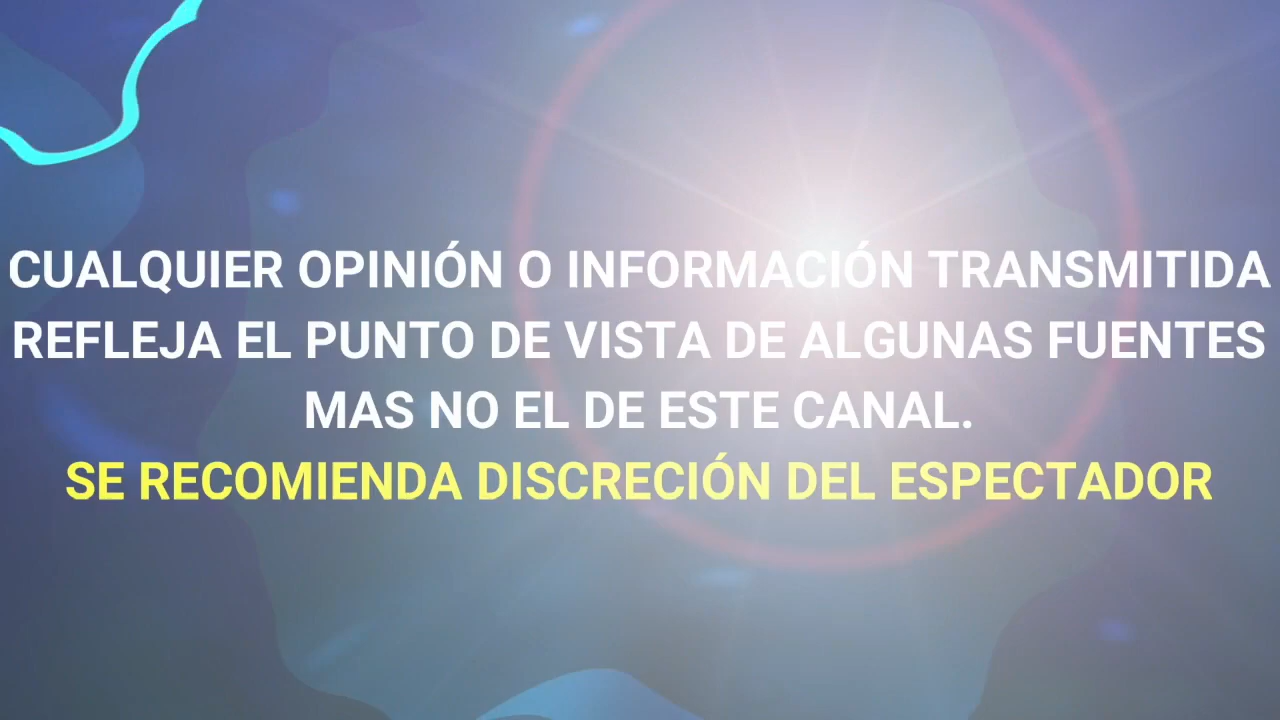 CUALQUIER OPINIÓN O INFORMACIÓN TRANSMITIDA
REFLEJA EL PUNTO DE VISTA DE ALGUNAS FUENTES
MAS NO EL DE ESTE CANAL.
SE RECOMIENDA DISCRECIÓN DEL ESPECTADOR